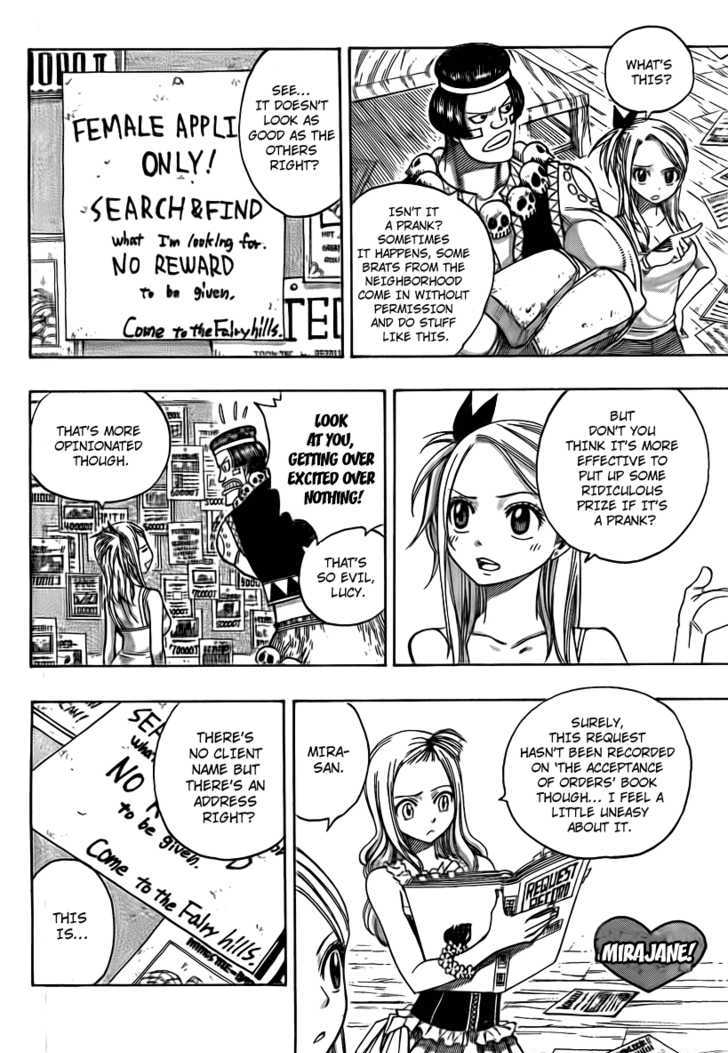 SEE...
IT DOESN'T
LOOK AS
GOOD AS THE
OTHERS
RIGHT?
FEMALE APPLI
ONLY!
SEARCH & FIND
what I'm looking for.
NO REWARD
to be given.
Come to the Fairy hills.
WHAT'S
THIS?
ISN'T IT
A PRANK?
SOMETIMES
IT HAPPENS, SOME
BRATS FROM THE
NEIGHBORHOOD
COME IN WITHOUT
PERMISSION
AND DO STUFF
LIKE THIS.
THAT'S MORE
OPINIONATED
THOUGH.
LOOK
AT YOU,
GETTING OVER
EXCITED OVER
NOTHING!
THAT'S
SO EVIL,
LUCY.
BUT
DON'T YOU
THINK IT'S MORE
EFFECTIVE TO
PUT UP SOME
RIDICULOUS
PRIZE IF IT'S
A PRANK?
SEA
wha
NO R D
to be given.
Come to the Fairy hills.
THERE'S
NO CLIENT
NAME BUT
THERE'S AN
ADDRESS
RIGHT?
THIS
IS...
MIRA-
SAN.
SURELY,
THIS REQUEST
HASN'T BEEN RECORDED
ON 'THE ACCEPTANCE
OF ORDERS' BOOK
THOUGH... I FEEL A
LITTLE UNEASY
ABOUT IT.
REQUEST
RECORD
MIRAJANE!